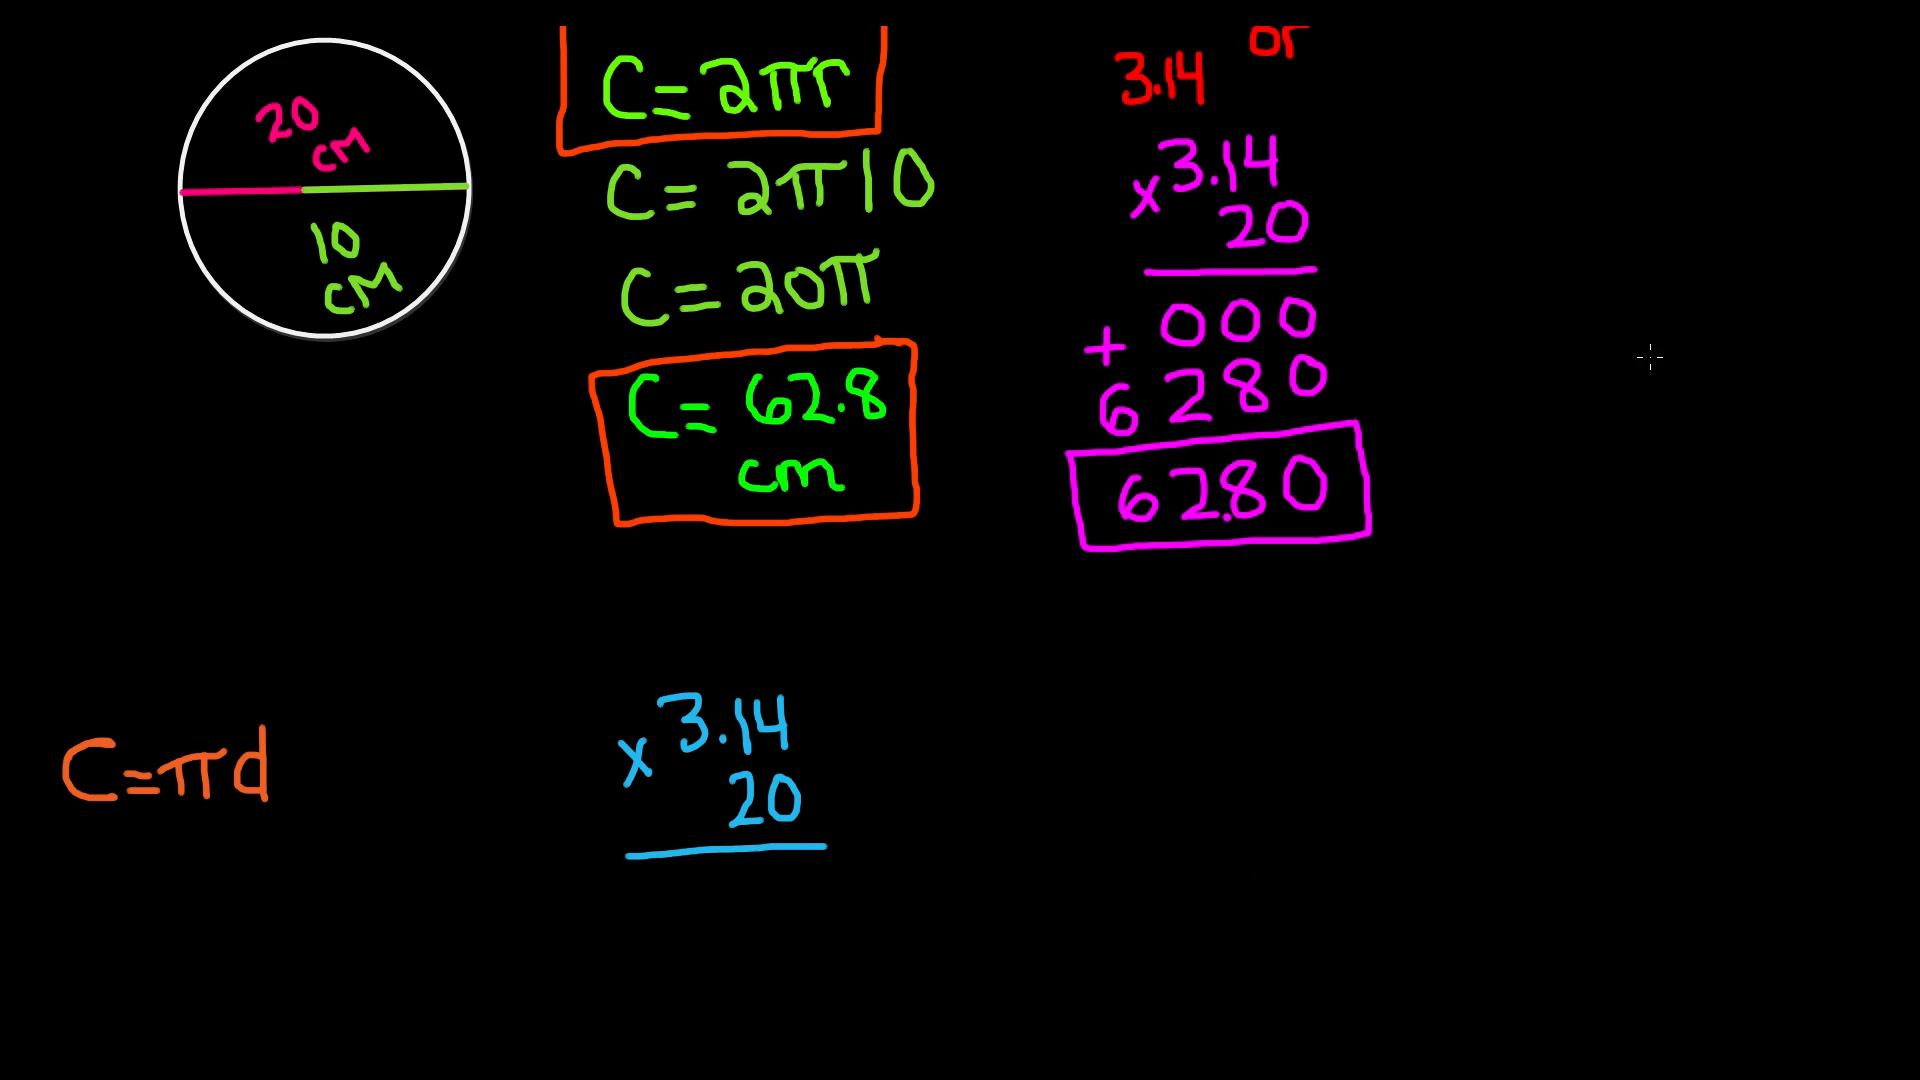 20
cm
10
cm
C=2πr
C=2π10
C=20π
C=62.8
cm
3.14 or
x3.14
20
000
+
6280
62.80
C=πd
x3.14
20